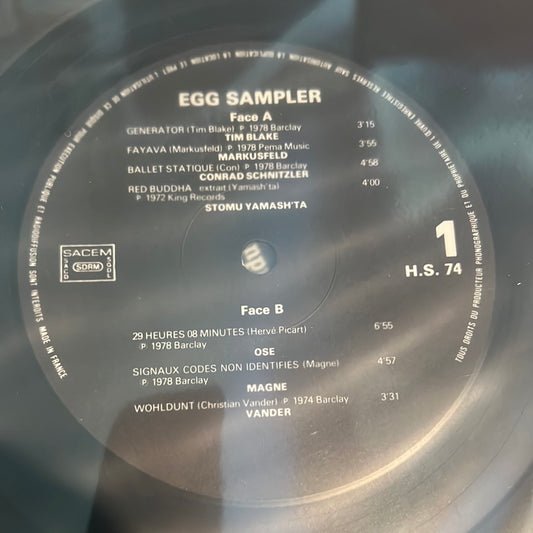 EGG SAMPLER
Face A
GENERATOR (Tim Blake) ℗ 1978 Barclay 3'15
TIM BLAKE
FAYAVA (Markusfeld) ℗ 1978 Pema Music 3'55
MARKUSFELD
BALLET STATIQUE (Con) ℗ 1978 Barclay 4'58
CONRAD SCHNITZLER
RED BUDDHA extrait (Yamash'ta) 4'00
℗ 1972 King Records
STOMU YAMASH'TA
SACEM
SACD
SDRM
SGDL
1
H.S. 74
Face B
29 HEURES 08 MINUTES (Hervé Picart) 6'55
℗ 1978 Barclay
OSE
SIGNAUX CODES NON IDENTIFIES (Magne) 4'57
℗ 1978 Barclay
MAGNE
WOHLDUNT (Christian Vander) ℗ 1974 Barclay 3'31
VANDER
TOUS DROITS DU PRODUCTEUR PHONOGRAPHIQUE ET DU PROPRIETAIRE DE L'ŒUVRE ENREGISTREE RESERVES SAUF AUTORISATION LA DUPLICATION LA LOCATION LE PRET L'UTILISATION DE CE DISQUE POUR EXECUTION PUBLIQUE ET RADIODIFFUSION SONT INTERDITS MADE IN FRANCE